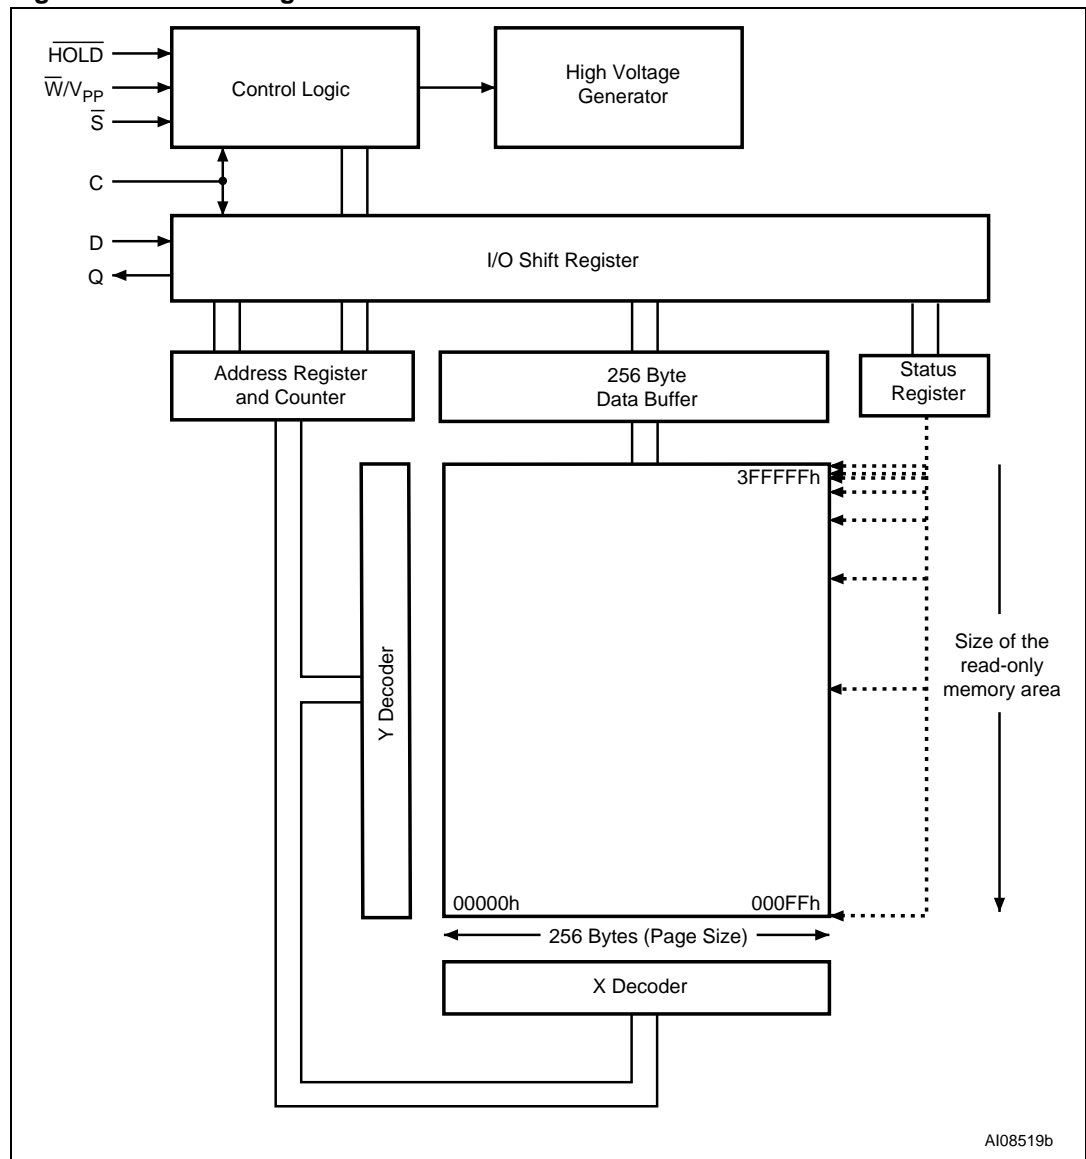 HOLD
W/VPP
S
C
D
Q
Control Logic
High Voltage
Generator
I/O Shift Register
Address Register
and Counter
256 Byte
Data Buffer
Status
Register
3FFFFFh
Y Decoder
Size of the
read-only
memory area
00000h
000FFh
256 Bytes (Page Size)
X Decoder
AI08519b